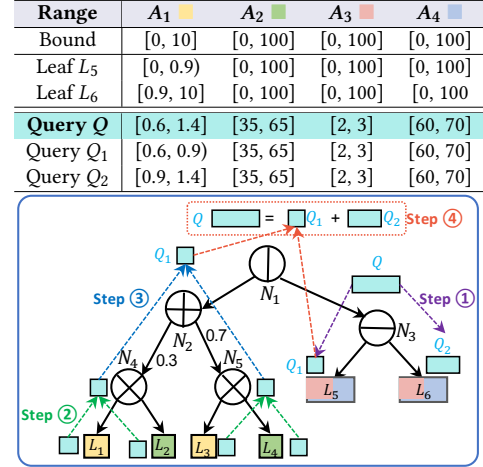 Range A₁ A₂ A₃ A₄
Bound [0, 10] [0, 100] [0, 100] [0, 100]
Leaf L₅ [0, 0.9) [0, 100] [0, 100] [0, 100]
Leaf L₆ [0.9, 10] [0, 100] [0, 100] [0, 100
Query Q [0.6, 1.4] [35, 65] [2, 3] [60, 70]
Query Q₁ [0.6, 0.9) [35, 65] [2, 3] [60, 70]
Query Q₂ [0.9, 1.4] [35, 65] [2, 3] [60, 70]
Q = Q₁ + Q₂ Step ④
Q₁ N₁ Q
Step ③ Step ①
N₂ 0.7 N₃
N₄ 0.3 N₅ Q₁ Q₂
L₅ L₆
Step ②
L₁ L₂ L₃ L₄